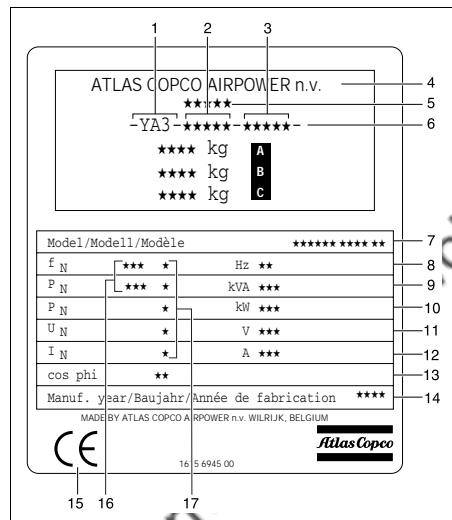 1 2 3
ATLAS COPCO AIRPOWER n.v. 4
★★★★★ 5
-YA3-★★★★★-★★★★★- 6
★★★★ kg A
★★★★ kg B
★★★★ kg C
Model/Modell/Modèle ★★★★★★ ★★★★ ★★ 7
f N ★★★ ★ Hz ★★ 8
P N ★★★ ★ kVA ★★★ 9
P N ★ kW ★★★ 10
U N ★ V ★★★ 11
I N ★ A ★★★ 12
cos phi ★★ 13
Manuf. year/Baujahr/Année de fabrication ★★★★ 14
MADE BY ATLAS COPCO AIRPOWER n.v. WILRIJK, BELGIUM
CE Atlas Copco
1615 6945 00
15 16 17